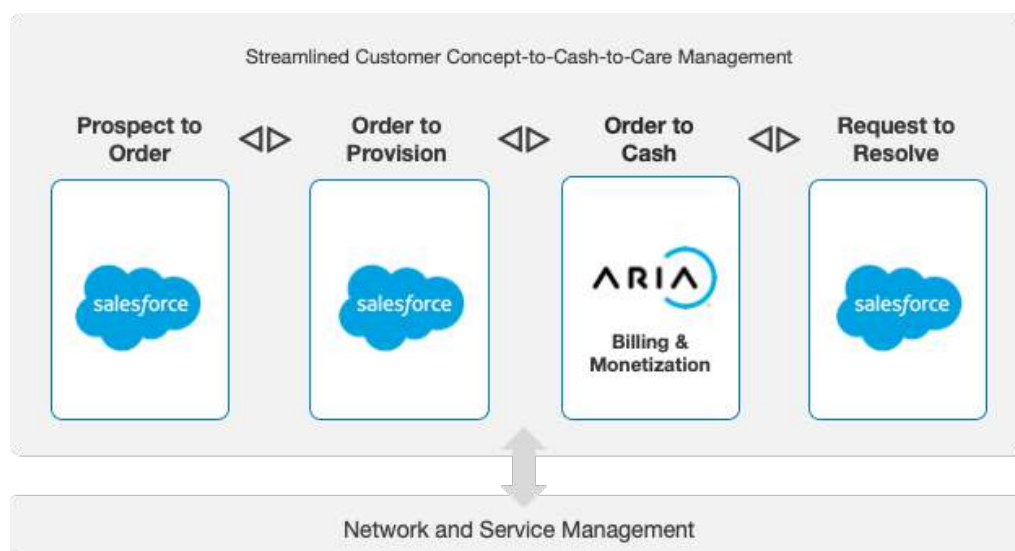 Streamlined Customer Concept-to-Cash-to-Care Management
Prospect to
Order
Order to
Provision
Order to
Cash
Request to
Resolve
salesforce
salesforce
ARIA
Billing &
Monetization
salesforce
Network and Service Management